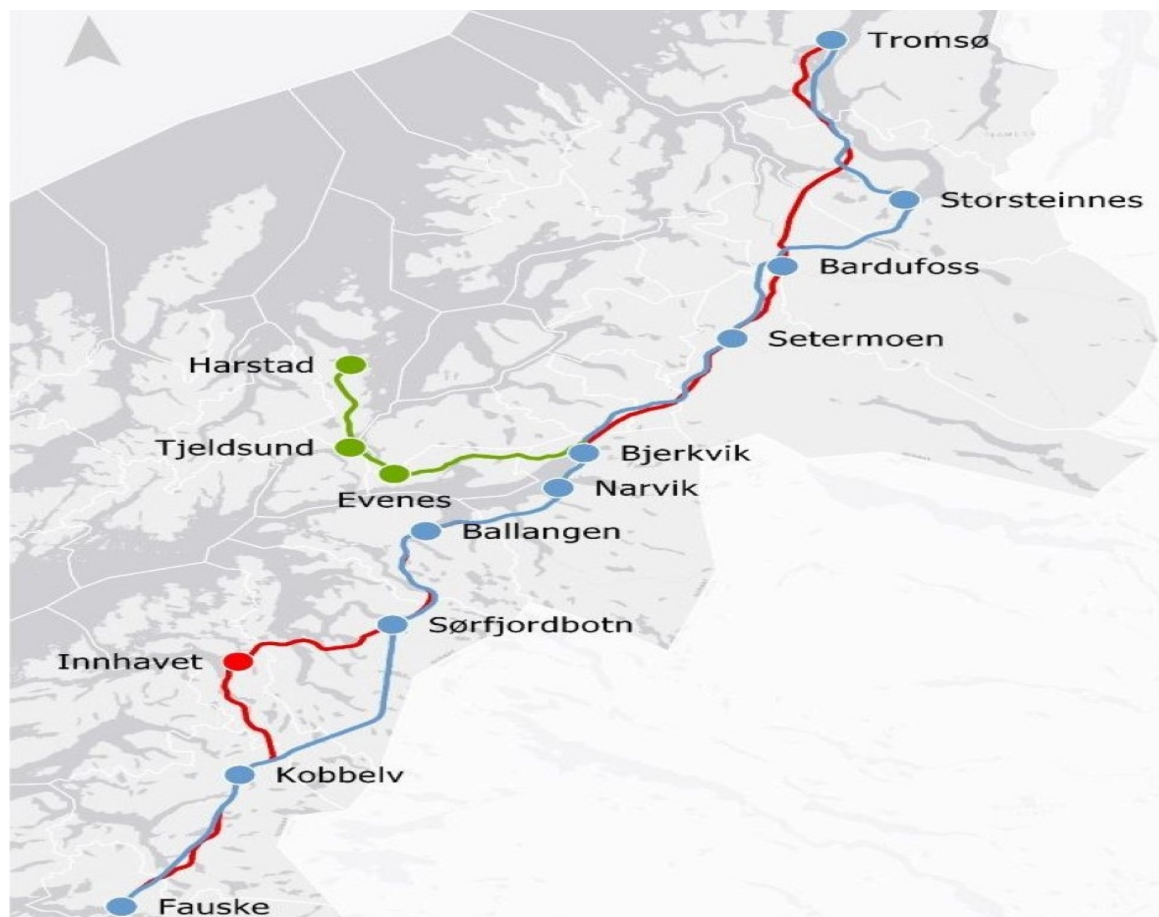 Tromsø
Storsteinnes
Bardufoss
Setermoen
Harstad
Tjeldsund
Bjerkvik
Evenes
Narvik
Ballangen
Sørfjordbotn
Innhavet
Kobbelv
Fauske